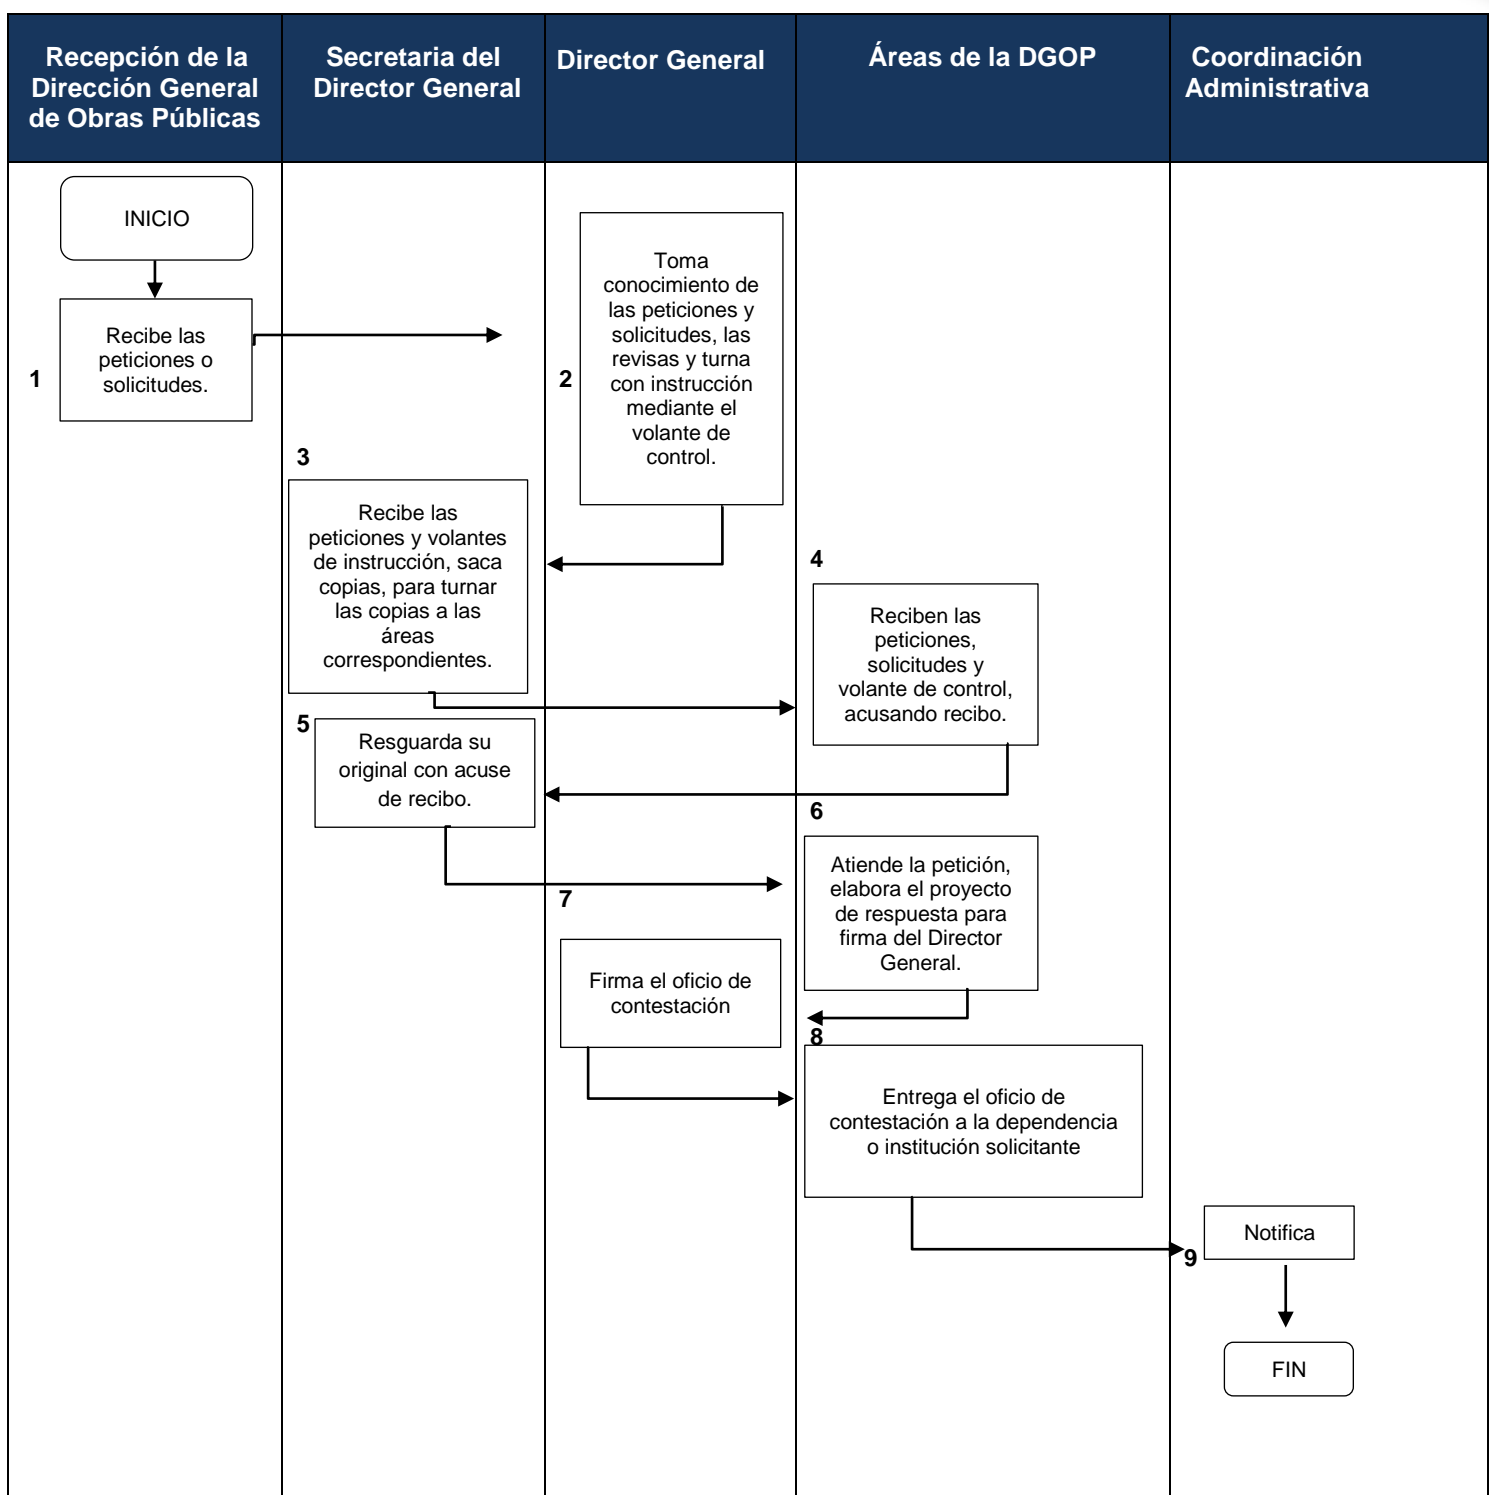 Recepción de la
Dirección General
de Obras Públicas
Secretaria del
Director General
Director General
Áreas de la DGOP
Coordinación
Administrativa
INICIO
1
Recibe las
peticiones o
solicitudes.
2
Toma
conocimiento de
las peticiones y
solicitudes, las
revisas y turna
con instrucción
mediante el
volante de
control.
3
Recibe las
peticiones y volantes
de instrucción, saca
copias, para turnar
las copias a las
áreas
correspondientes.
4
Reciben las
peticiones,
solicitudes y
volante de control,
acusando recibo.
5
Resguarda su
original con acuse
de recibo.
6
Atiende la petición,
elabora el proyecto
de respuesta para
firma del Director
General.
7
Firma el oficio de
contestación
8
Entrega el oficio de
contestación a la dependencia
o institución solicitante
9
Notifica
FIN